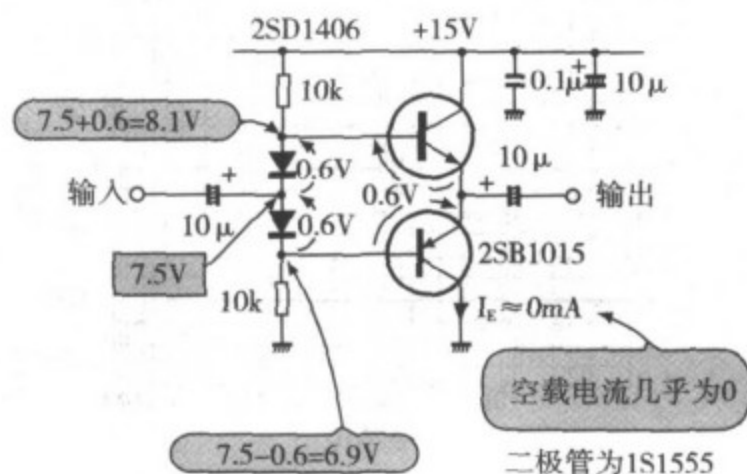 2SD1406
+15V
10k
0.1μ
+
10μ
7.5+0.6=8.1V
0.6V
10μ
输入
+
0.6V
+
输出
10μ
0.6V
7.5V
2SB1015
10k
IE≈0mA
空载电流几乎为0
7.5-0.6=6.9V
二极管为1S1555